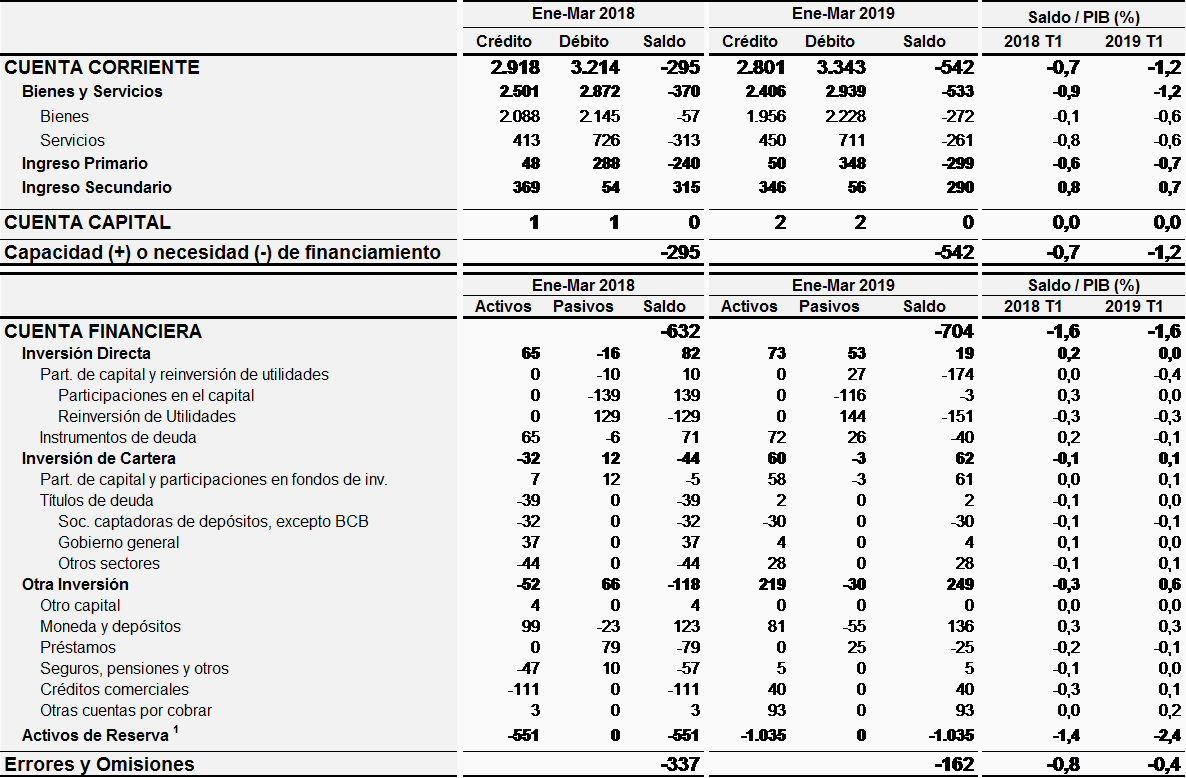 Ene-Mar 2018 Ene-Mar 2019 Saldo / PIB (%)
Crédito Débito Saldo Crédito Débito Saldo 2018 T1 2019 T1
CUENTA CORRIENTE 2.918 3.214 -295 2.801 3.343 -542 -0,7 -1,2
Bienes y Servicios 2.501 2.872 -370 2.406 2.939 -533 -0,9 -1,2
Bienes 2.088 2.145 -57 1.956 2.228 -272 -0,1 -0,6
Servicios 413 726 -313 450 711 -261 -0,8 -0,6
Ingreso Primario 48 288 -240 50 348 -299 -0,6 -0,7
Ingreso Secundario 369 54 315 346 56 290 0,8 0,7
CUENTA CAPITAL 1 1 0 2 2 0 0,0 0,0
Capacidad (+) o necesidad (-) de financiamiento -295 -542 -0,7 -1,2
Ene-Mar 2018 Ene-Mar 2019 Saldo / PIB (%)
Activos Pasivos Saldo Activos Pasivos Saldo 2018 T1 2019 T1
CUENTA FINANCIERA -632 -704 -1,6 -1,6
Inversión Directa 65 -16 82 73 53 19 0,2 0,0
Part. de capital y reinversión de utilidades 0 -10 10 0 27 -174 0,0 -0,4
Participaciones en el capital 0 -139 139 0 -116 -3 0,3 0,0
Reinversión de Utilidades 0 129 -129 0 144 -151 -0,3 -0,3
Instrumentos de deuda 65 -6 71 72 26 -40 0,2 -0,1
Inversión de Cartera -32 12 -44 60 -3 62 -0,1 0,1
Part. de capital y participaciones en fondos de inv. 7 12 -5 58 -3 61 0,0 0,1
Títulos de deuda -39 0 -39 2 0 2 -0,1 0,0
Soc. captadoras de depósitos, excepto BCB -32 0 -32 -30 0 -30 -0,1 -0,1
Gobierno general 37 0 37 4 0 4 0,1 0,0
Otros sectores -44 0 -44 28 0 28 -0,1 0,1
Otra Inversión -52 66 -118 219 -30 249 -0,3 0,6
Otro capital 4 0 4 0 0 0 0,0 0,0
Moneda y depósitos 99 -23 123 81 -55 136 0,3 0,3
Préstamos 0 79 -79 0 25 -25 -0,2 -0,1
Seguros, pensiones y otros -47 10 -57 5 0 5 -0,1 0,0
Créditos comerciales -111 0 -111 40 0 40 -0,3 0,1
Otras cuentas por cobrar 3 0 3 93 0 93 0,0 0,2
Activos de Reserva 1 -551 0 -551 -1.035 0 -1.035 -1,4 -2,4
Errores y Omisiones -337 -162 -0,8 -0,4